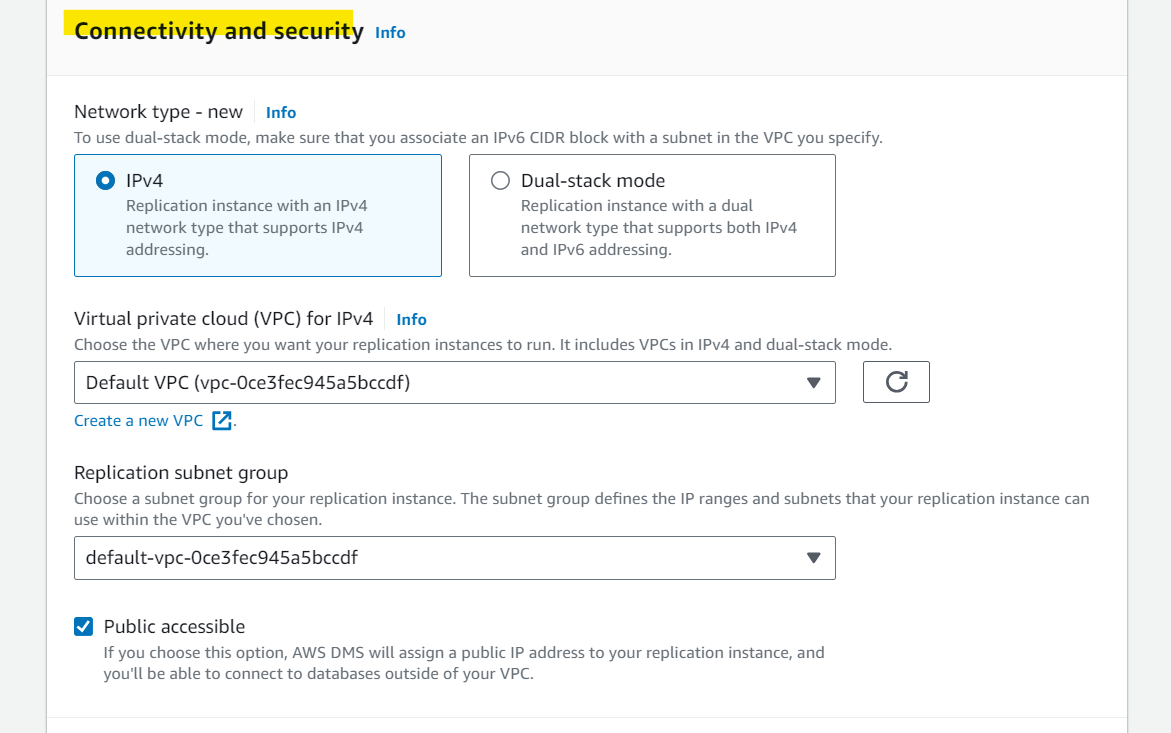 Connectivity and security Info
Network type - new Info
To use dual-stack mode, make sure that you associate an IPv6 CIDR block with a subnet in the VPC you specify.
IPv4
Replication instance with an IPv4
network type that supports IPv4
addressing.
Dual-stack mode
Replication instance with a dual
network type that supports both IPv4
and IPv6 addressing.
Virtual private cloud (VPC) for IPv4 Info
Choose the VPC where you want your replication instances to run. It includes VPCs in IPv4 and dual-stack mode.
Default VPC (vpc-0ce3fec945a5bccdf)
Create a new VPC .
Replication subnet group
Choose a subnet group for your replication instance. The subnet group defines the IP ranges and subnets that your replication instance can
use within the VPC you've chosen.
default-vpc-0ce3fec945a5bccdf
Public accessible
If you choose this option, AWS DMS will assign a public IP address to your replication instance, and
you'll be able to connect to databases outside of your VPC.